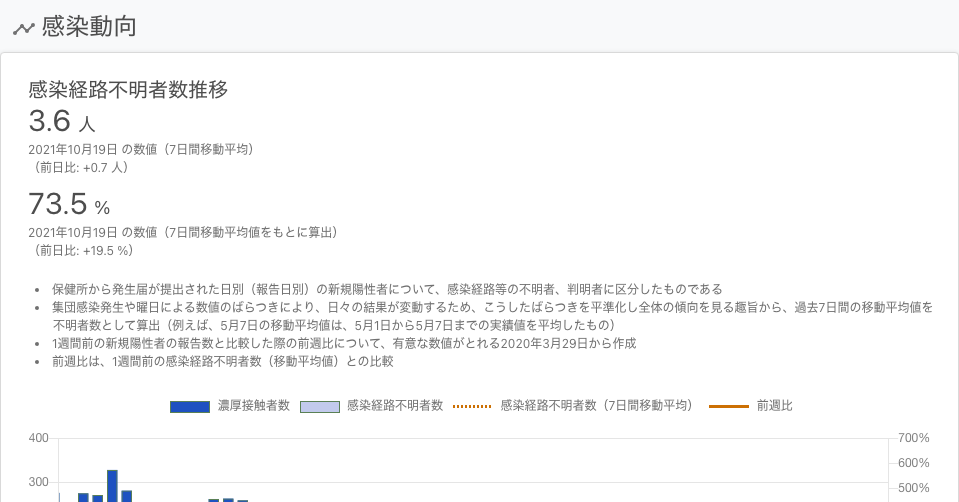 感染動向
感染経路不明者数推移
3.6 人
2021年10月19日 の数値（7日間移動平均）
（前日比: +0.7 人）
73.5 %
2021年10月19日 の数値（7日間移動平均値をもとに算出）
（前日比: +19.5 %）
• 保健所から発生届が提出された日別（報告日別）の新規陽性者について、感染経路等の不明者、判明者に区分したものである
• 集団感染発生や曜日による数値のばらつきにより、日々の結果が変動するため、こうしたばらつきを平準化し全体の傾向を見る趣旨から、過去7日間の移動平均値を
不明者数として算出（例えば、5月7日の移動平均値は、5月1日から5月7日までの実績値を平均したもの）
• 1週間前の新規陽性者の報告数と比較した際の前週比について、有意な数値がとれる2020年3月29日から作成
• 前週比は、1週間前の感染経路不明者数（移動平均値）との比較
濃厚接触者数 感染経路不明者数 感染経路不明者数（7日間移動平均） 前週比
400 700%
600%
300 500%